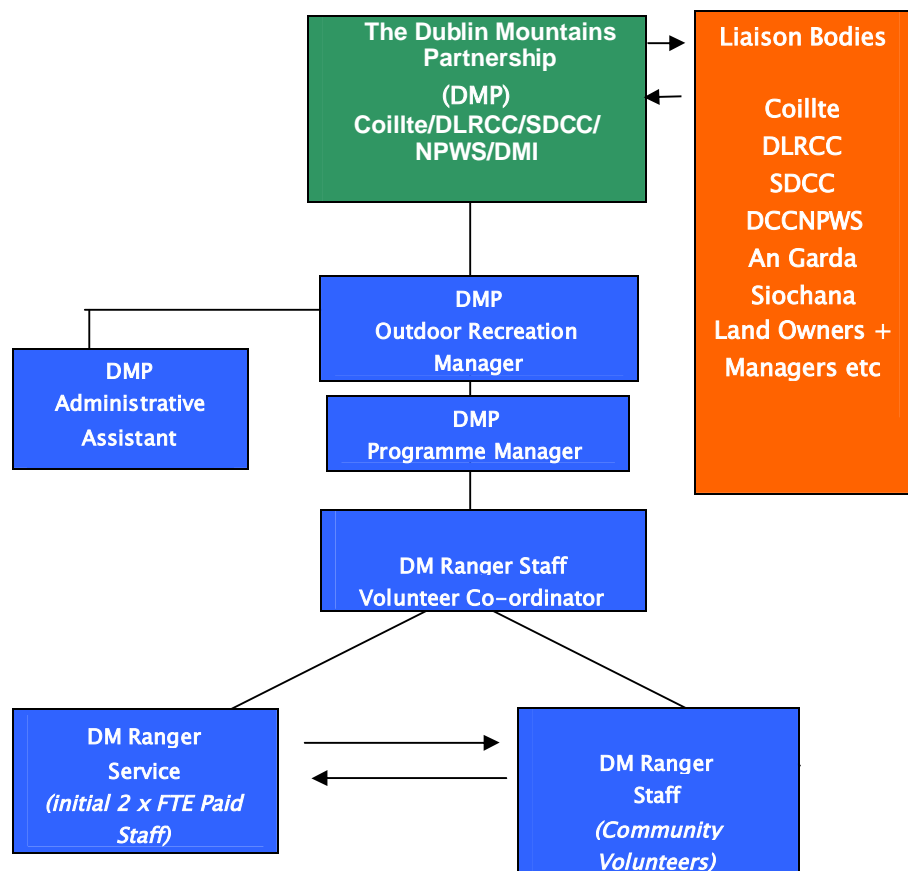 The Dublin Mountains
Partnership
(DMP)
Coillte/DLRCC/SDCC/
NPWS/DMI
Liaison Bodies
Coillte
DLRCC
SDCC
DCCNPWS
An Garda
Siochana
Land Owners +
Managers etc
DMP
Outdoor Recreation
Manager
DMP
Administrative
Assistant
DMP
Programme Manager
DM Ranger Staff
Volunteer Co-ordinator
DM Ranger
Service
(initial 2 x FTE Paid
Staff)
DM Ranger
Staff
(Community
Volunteers)